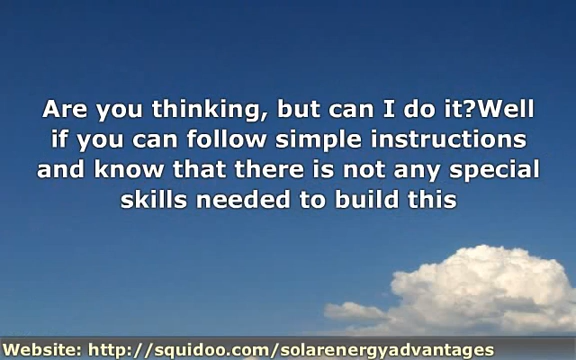 Are you thinking, but can I do it?Well
if you can follow simple instructions
and know that there is not any special
skills needed to build this
Website: http://squidoo.com/solarenergyadvantages